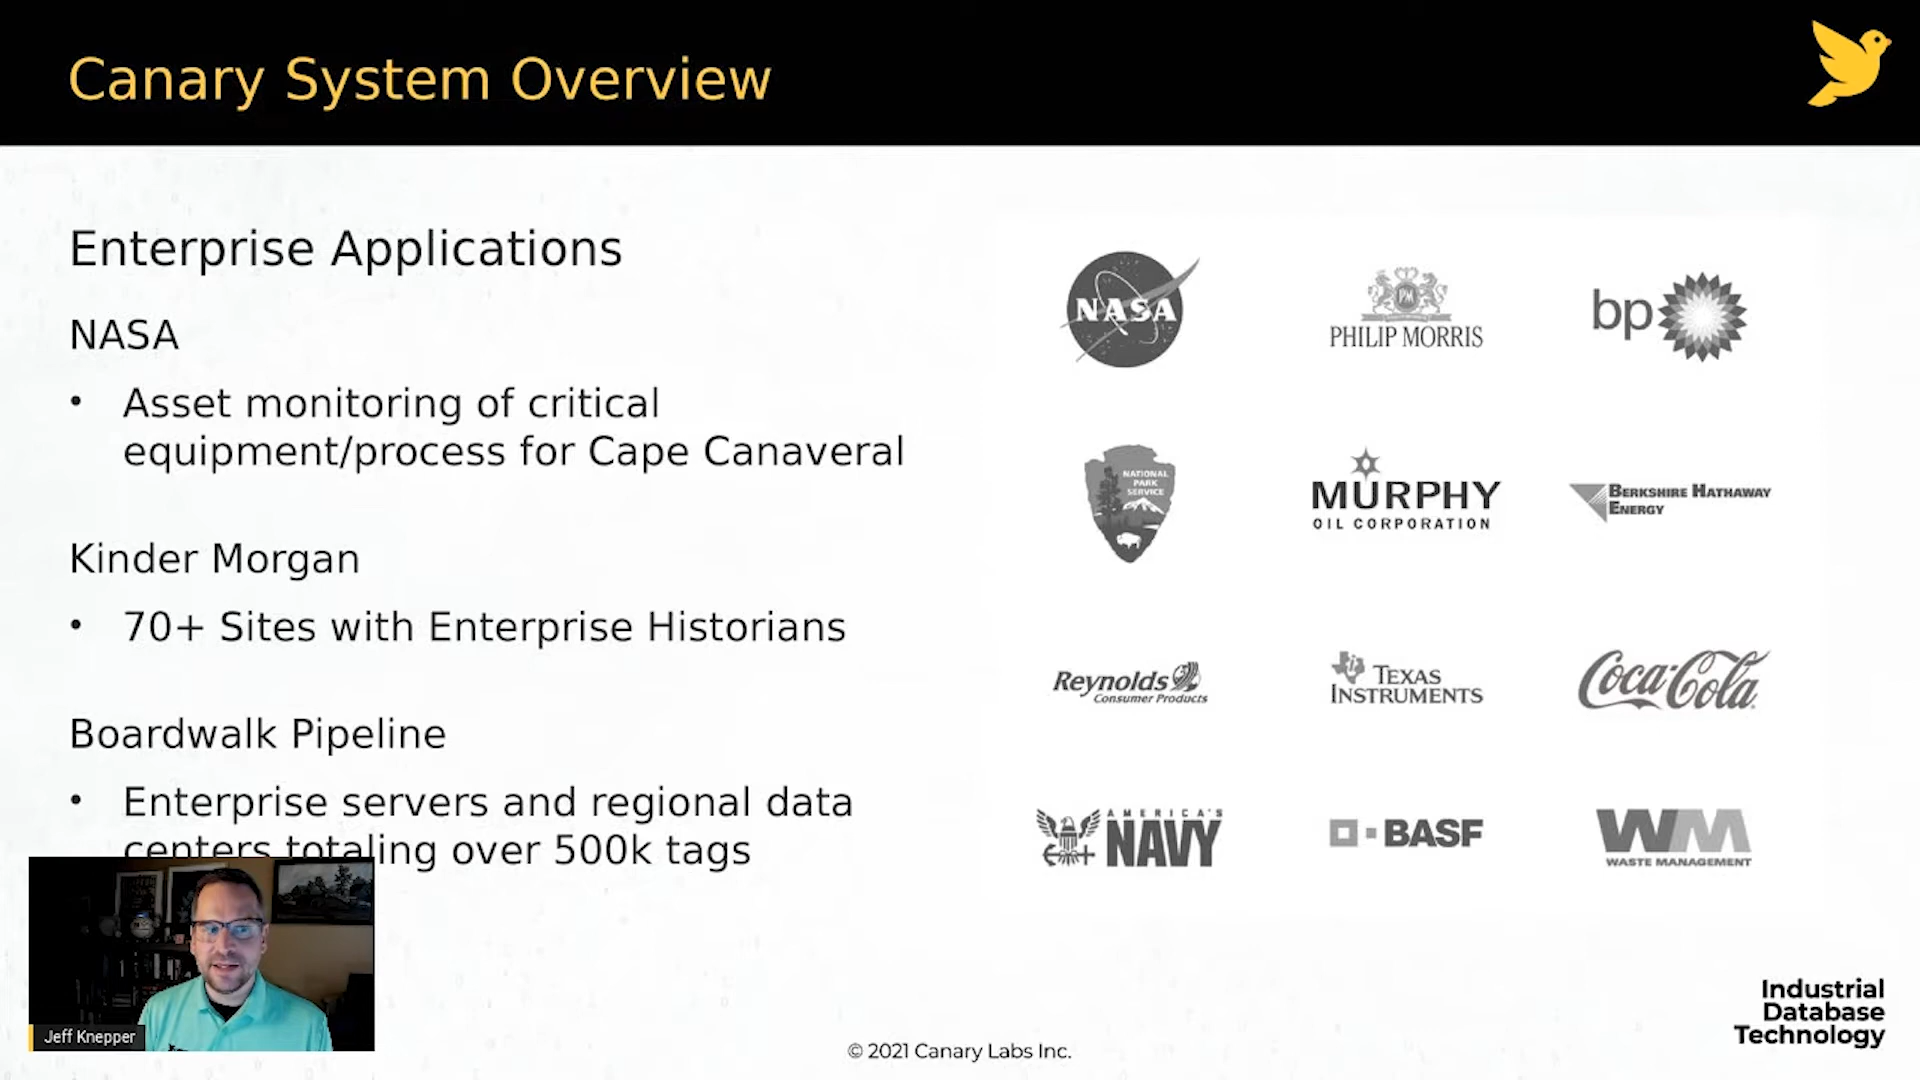 Canary System Overview
Enterprise Applications
NASA
• Asset monitoring of critical
equipment/process for Cape Canaveral
Kinder Morgan
• 70+ Sites with Enterprise Historians
Boardwalk Pipeline
• Enterprise servers and regional data
centers totaling over 500k tags
NASA
PM
PHILIP MORRIS
bp
NATIONAL
PARK
SERVICE
MURPHY
OIL CORPORATION
BERKSHIRE HATHAWAY
ENERGY
Reynolds
Consumer Products
TEXAS
INSTRUMENTS
Coca-Cola
AMERICA'S
NAVY
BASF
WM
WASTE MANAGEMENT
Jeff Knepper
© 2021 Canary Labs Inc.
Industrial
Database
Technology